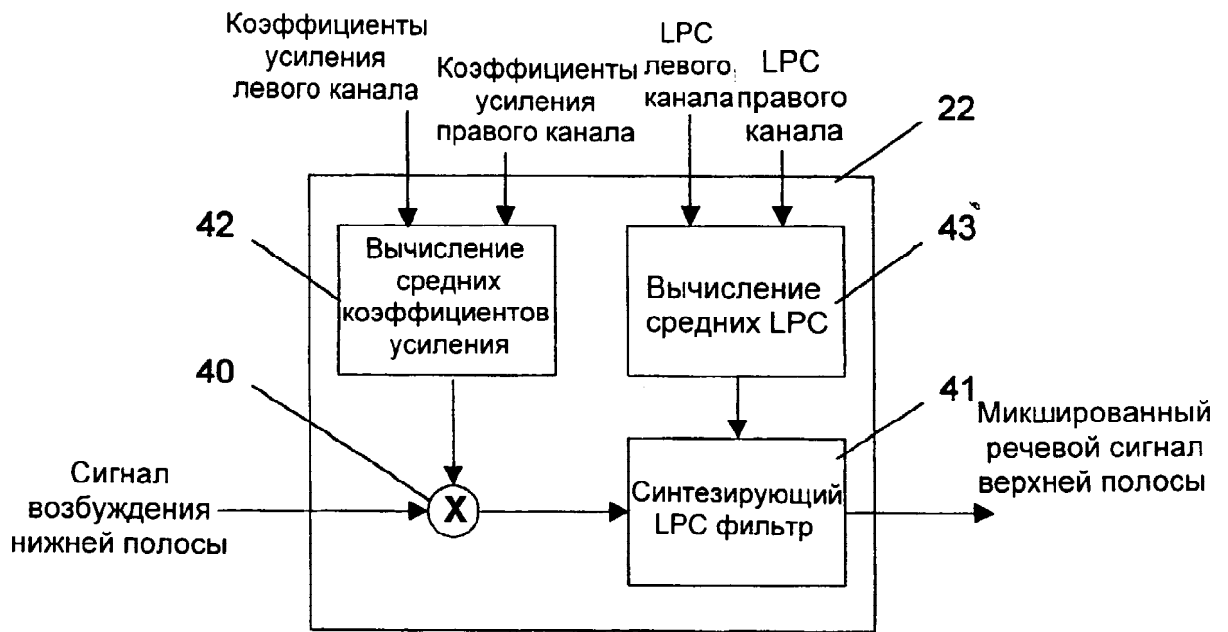 Коэффициенты
усиления
левого канала
Коэффициенты
усиления
правого канала
LPC
левого
канала
LPC
правого
канала
22
42
Вычисление
средних
коэффициентов
усиления
43
Вычисление
средних LPC
40
41
Сигнал
возбуждения
нижней полосы
X
Синтезирующий
LPC фильтр
Микшированный
речевой сигнал
верхней полосы